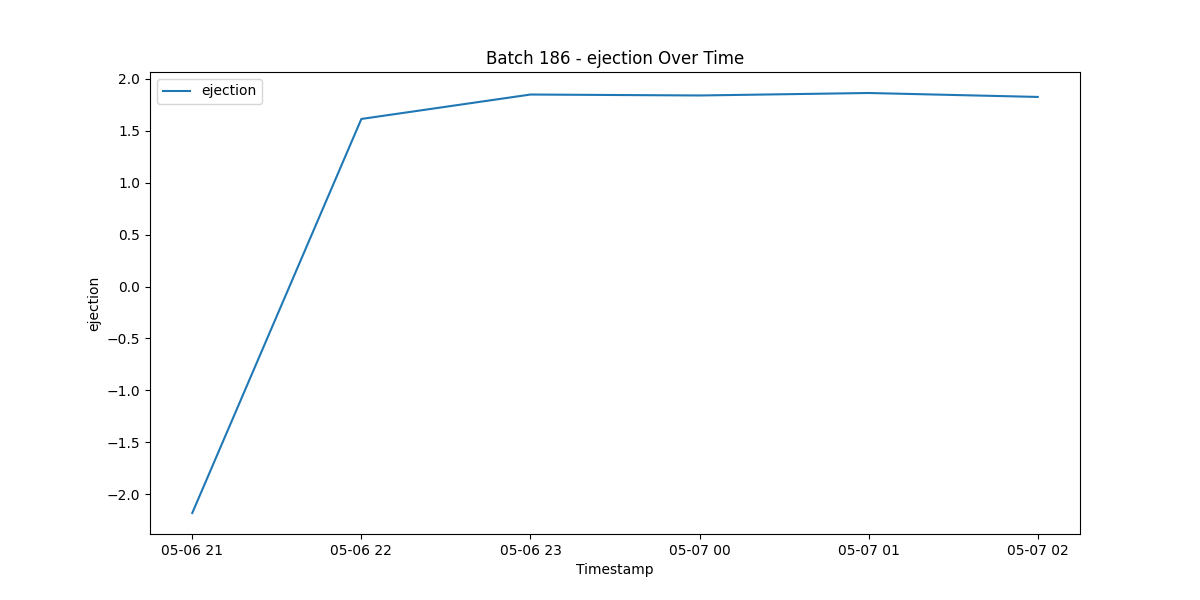 Batch 186 - ejection Over Time
ejection
2.0
1.5
1.0
0.5
0.0
−0.5
−1.0
−1.5
−2.0
ejection
05-06 21 05-06 22 05-06 23 05-07 00 05-07 01 05-07 02
Timestamp